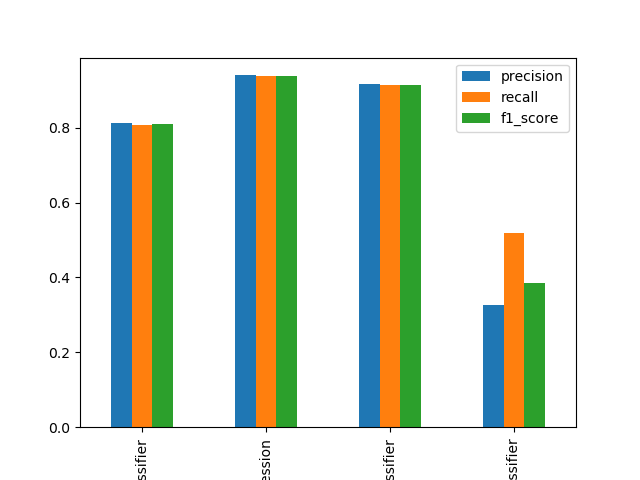 precision
recall
f1_score
0.8
0.6
0.4
0.2
0.0
ssifier
ession
ssifier
ssifier